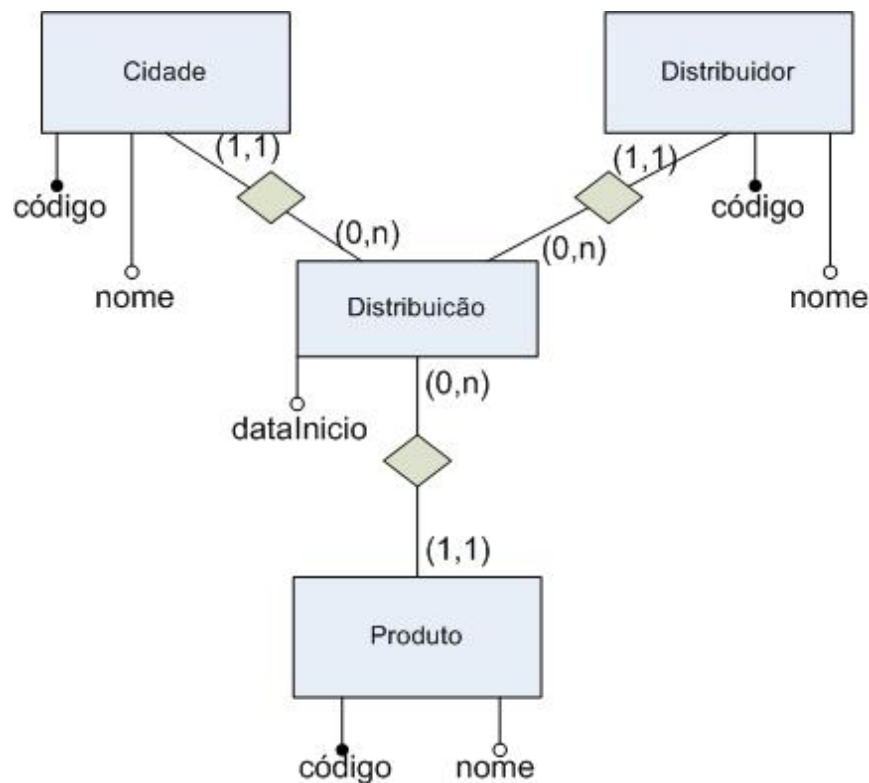 Cidade
Distribuidor
(1,1)
(1,1)
código
código
(0,n)
(0,n)
nome
nome
Distribuicão
(0,n)
dataInicio
(1,1)
Produto
código
nome